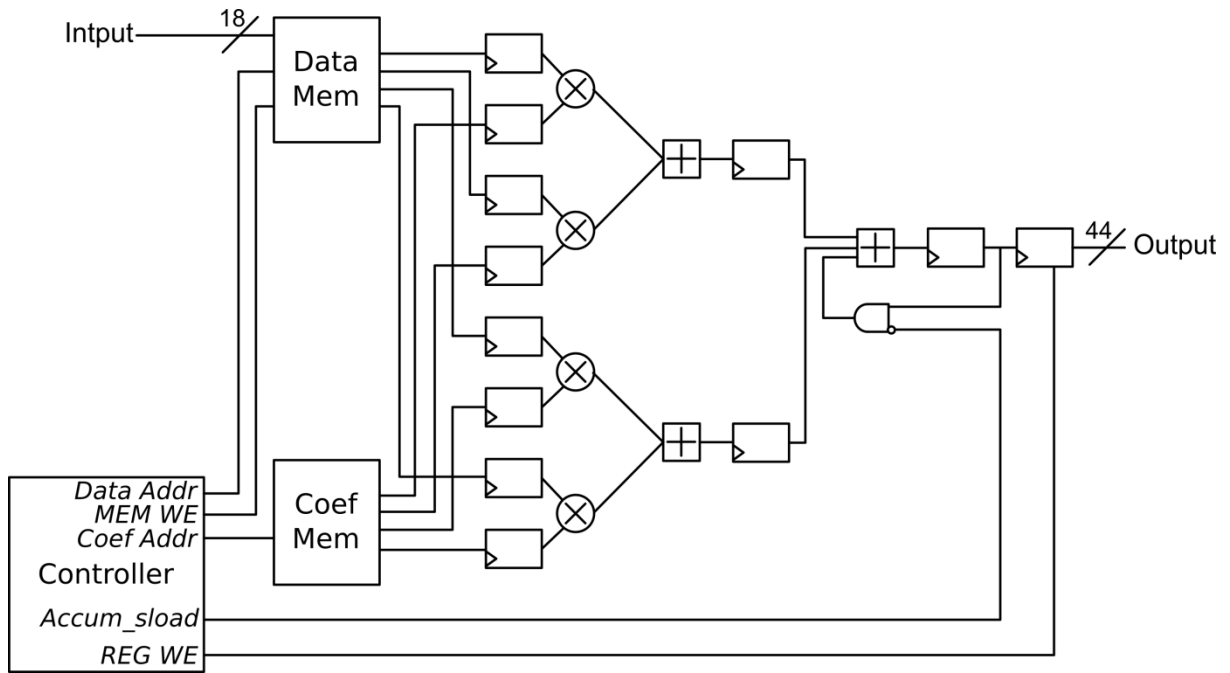 Intput
18
Data
Mem
44
Output
Data Addr
MEM WE
Coef Addr
Controller
Accum_sload
REG WE
Coef
Mem